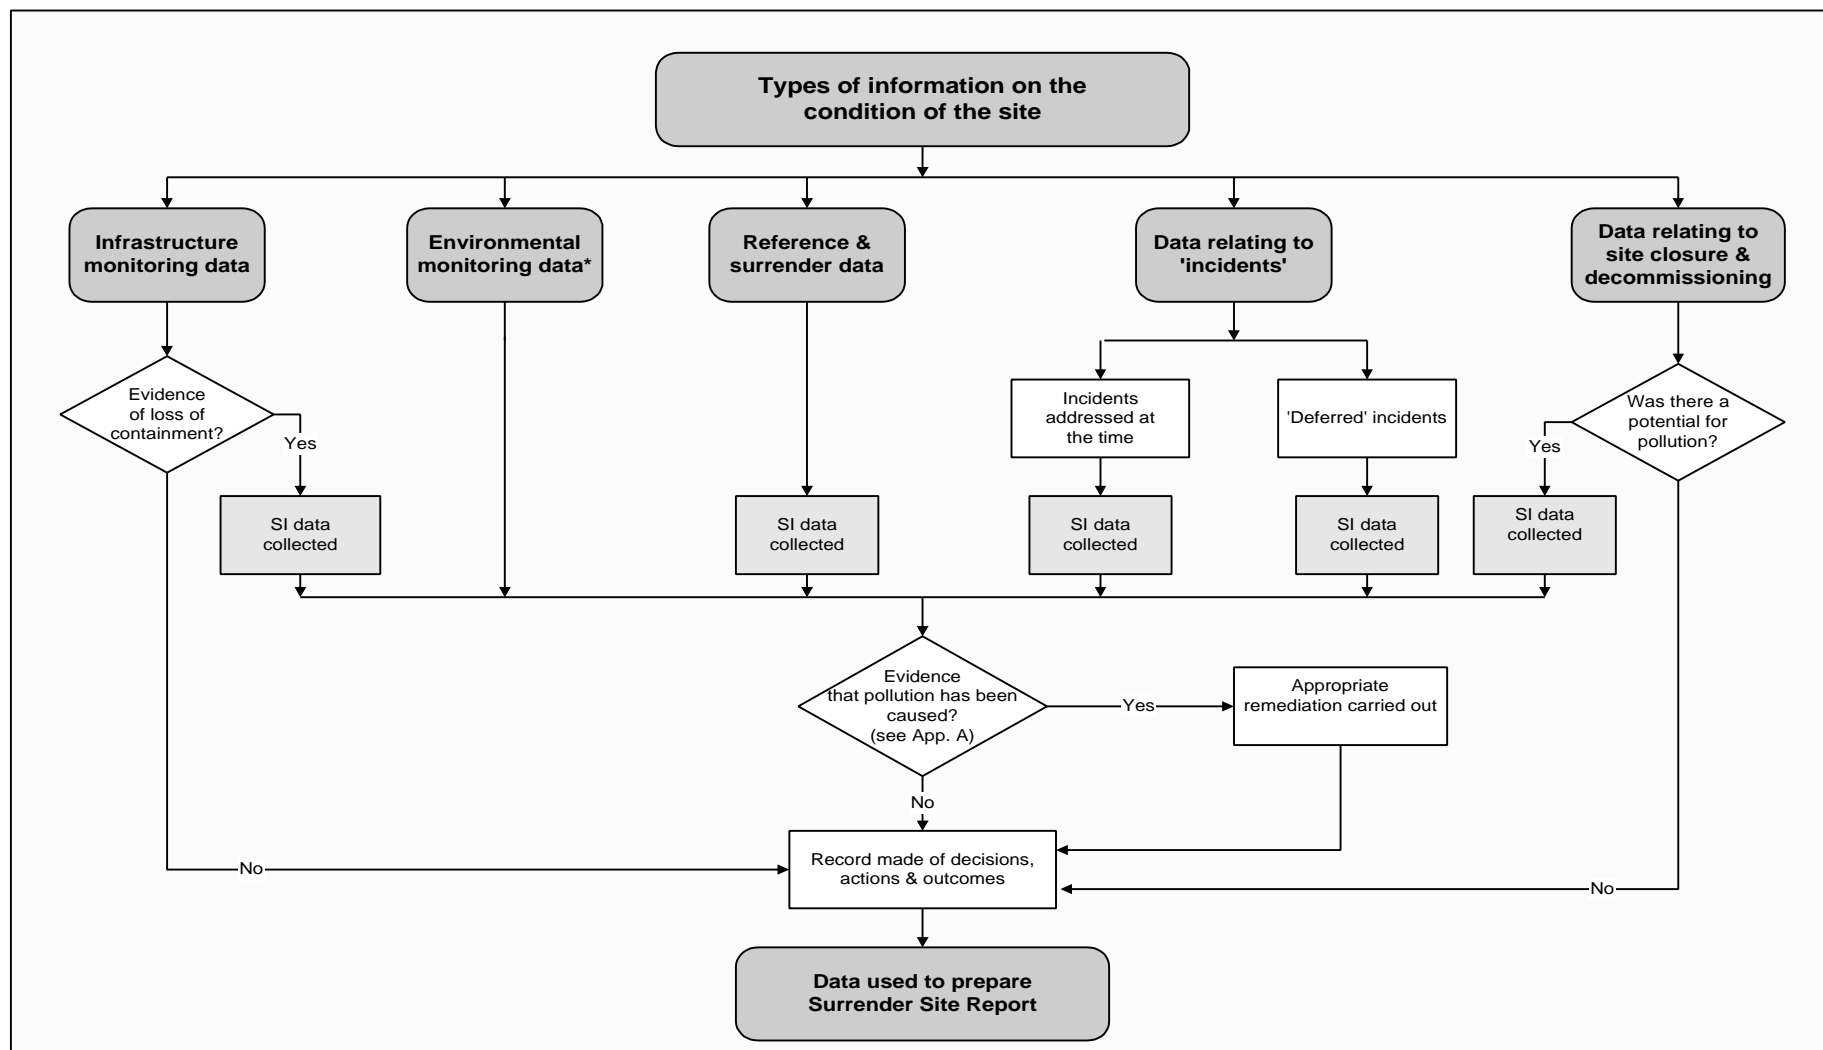 Types of information on the
condition of the site
Infrastructure
monitoring data
Environmental
monitoring data*
Reference &
surrender data
Data relating to
'incidents'
Data relating to
site closure &
decommissioning
Evidence
of loss of
containment?
Yes
Incidents
addressed at
the time
'Deferred' incidents
Was there a
potential for
pollution?
Yes
SI data
collected
SI data
collected
SI data
collected
SI data
collected
SI data
collected
Evidence
that pollution has been
caused?
(see App. A)
Yes
Appropriate
remediation carried out
No
No
Record made of decisions,
actions & outcomes
No
Data used to prepare
Surrender Site Report